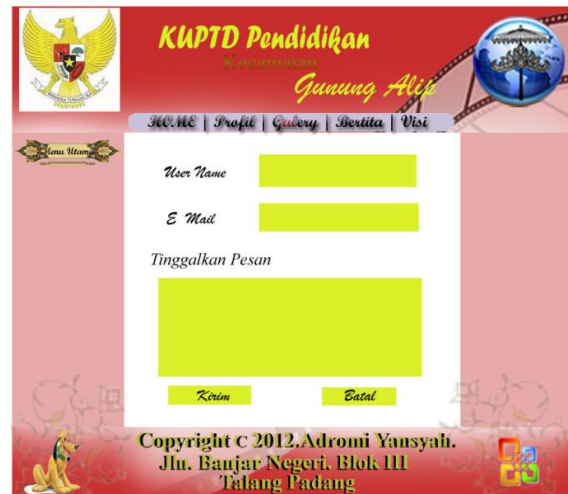 KUPTD Pendidikan
Kecamatan
Gunung Alip
HOME | Profil | Galery | Bertita | Visi
Menu Utama
User Name
E Mail
Tinggalkan Pesan
Kirim Batal
Copyright c 2012.Adromi Yansyah.
Jln. Banjar Negeri. Blok III
Talang Padang